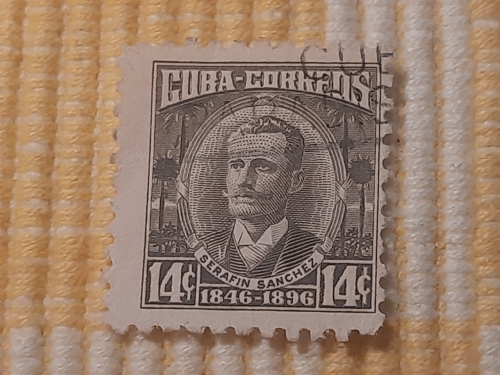 CUBA-CORREOS
SERAFIN SANCHEZ
14¢ 14¢
1846-1896